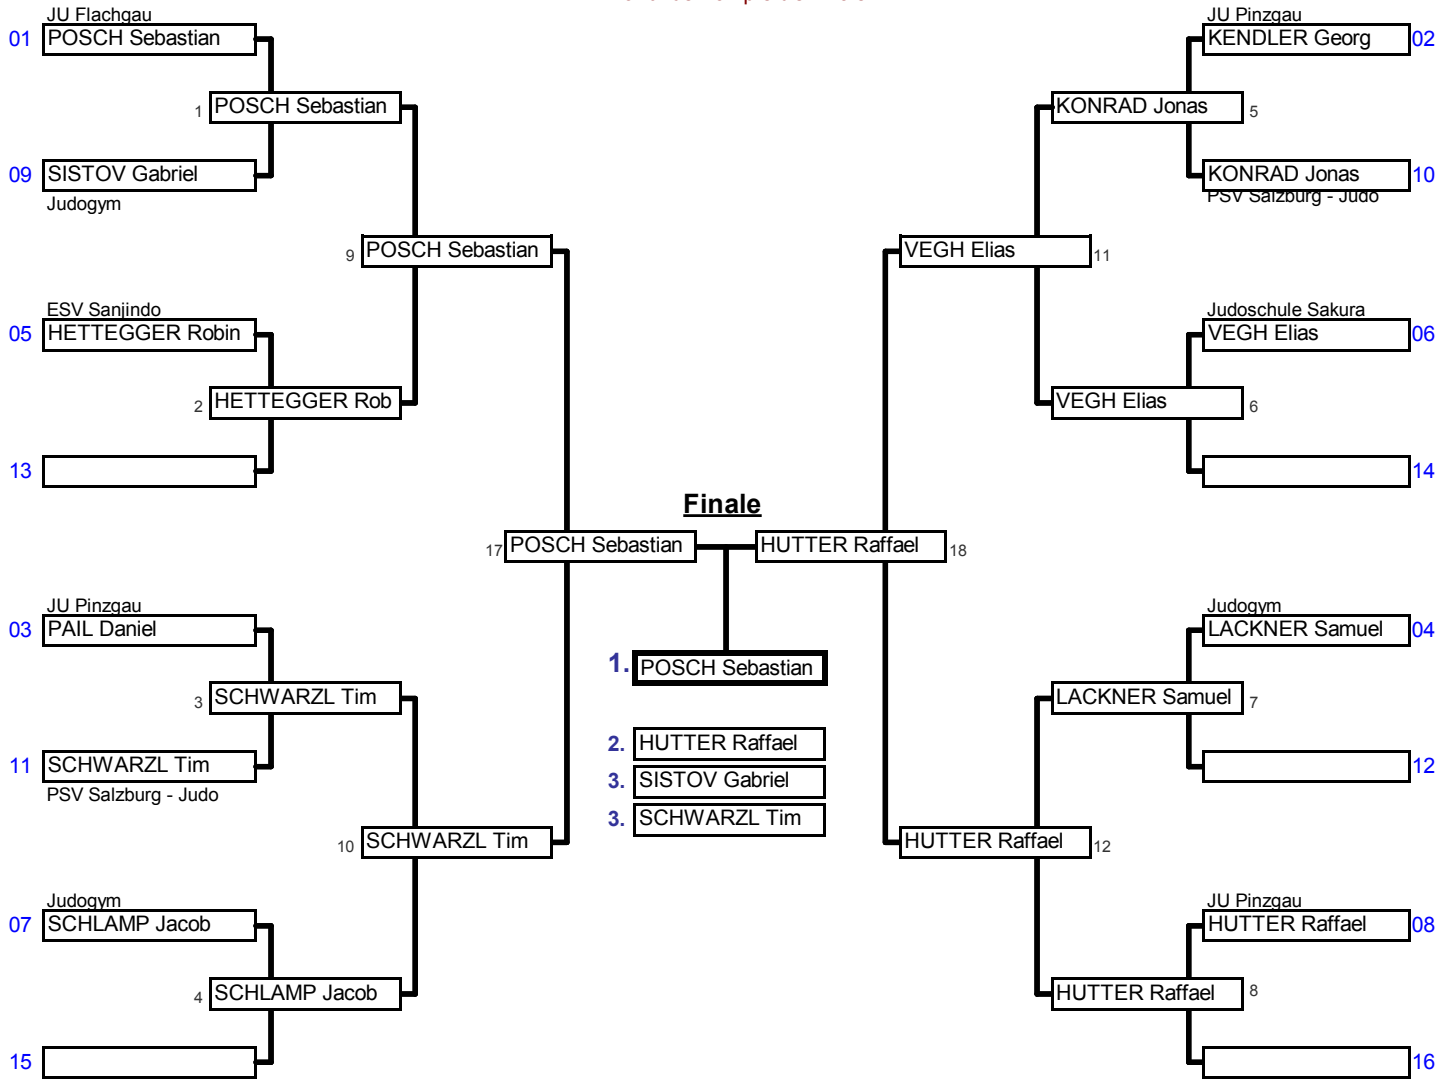 JU Flachgau
01 POSCH Sebastian
1 POSCH Sebastian
09 SISTOV Gabriel
Judogym
9 POSCH Sebastian
ESV Sanjindo
05 HETTEGGER Robin
2 HETTEGGER Rob
13
17 POSCH Sebastian
JU Pinzgau
03 PAIL Daniel
3 SCHWARZL Tim
11 SCHWARZL Tim
PSV Salzburg - Judo
10 SCHWARZL Tim
Judogym
07 SCHLAMP Jacob
4 SCHLAMP Jacob
15
Finale
1. POSCH Sebastian
2. HUTTER Raffael
3. SISTOV Gabriel
3. SCHWARZL Tim
JU Pinzgau
KENDLER Georg 02
KONRAD Jonas 5
KONRAD Jonas 10
PSV Salzburg - Judo
VEGH Elias 11
Judoschule Sakura
VEGH Elias 06
VEGH Elias 6
14
HUTTER Raffael 18
Judogym
LACKNER Samuel 04
LACKNER Samuel 7
12
HUTTER Raffael 12
JU Pinzgau
HUTTER Raffael 08
HUTTER Raffael 8
16